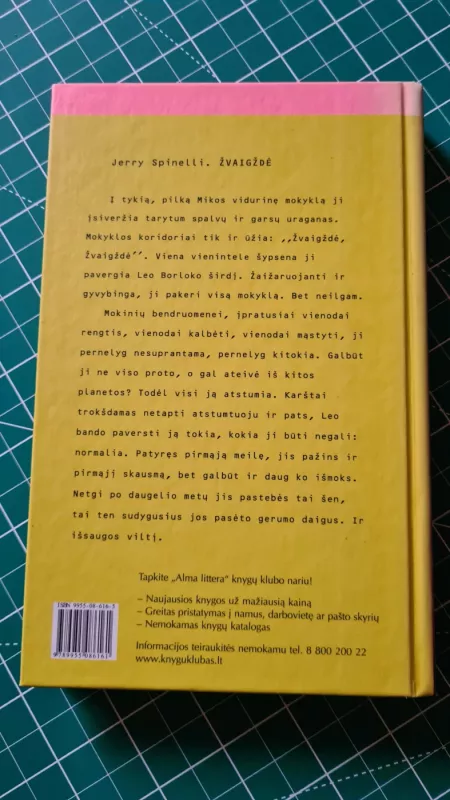 Jerry Spinelli. ŽVAIGŽDĖ
Į tykią, pilką Mikos vidurinę mokyklą ji
įsiveržia tarytum spalvų ir garsų uraganas.
Mokyklos koridoriai tik ir ūžia: ,,Žvaigždė,
Žvaigždė’’. Viena vienintele šypsena ji
pavergia Leo Borloko širdį. Žaižaruojanti ir
gyvybinga, ji pakeri visą mokyklą. Bet neilgam.
Mokinių bendruomenei, įpratusiai vienodai
rengtis, vienodai kalbėti, vienodai mąstyti, ji
pernelyg nesuprantama, pernelyg kitokia. Galbūt
ji ne viso proto, o gal ateivė iš kitos
planetos? Todėl visi ją atstumia. Karštai
trokšdamas netapti atstumtuoju ir pats, Leo
bando paversti ją tokia, kokia ji būti negali:
normalia. Patyręs pirmąją meilę, jis pažins ir
pirmąjį skausmą, bet galbūt ir daug ko išmoks.
Netgi po daugelio metų jis pastebės tai šen,
tai ten sudygusius jos pasėto gerumo daigus. Ir
išsaugos viltį.
Tapkite „Alma littera“ knygų klubo nariu!
– Naujausios knygos už mažiausią kainą
– Greitas pristatymas į namus, darbovietę ar pašto skyrių
– Nemokamas knygų katalogas
Informacijos teiraukitės nemokamu tel. 8 800 200 22
www.knyguklubas.lt
ISBN 9955-08-616-3
9789955086161